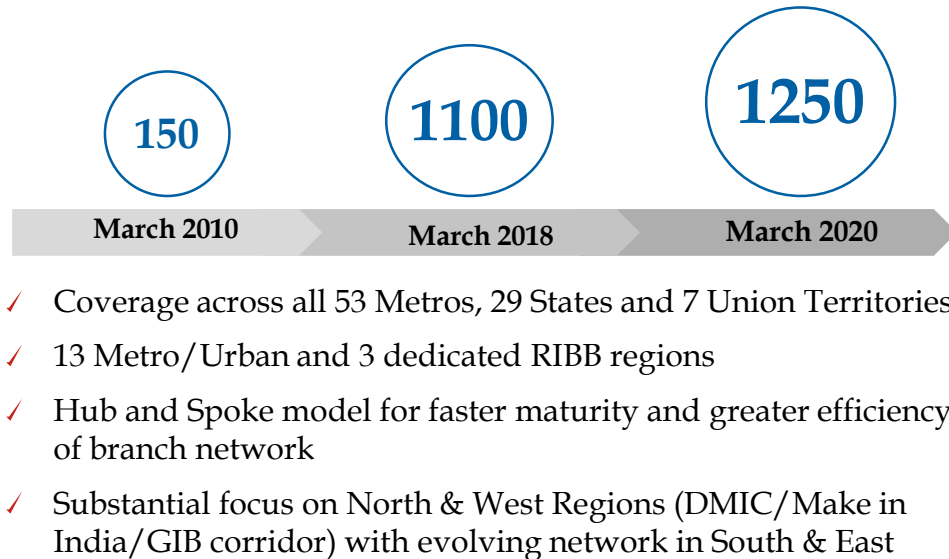 150
1100
1250
March 2010
March 2018
March 2020
Coverage across all 53 Metros, 29 States and 7 Union Territories
13 Metro/Urban and 3 dedicated RIBB regions
Hub and Spoke model for faster maturity and greater efficiency
of branch network
Substantial focus on North & West Regions (DMIC/Make in
India/GIB corridor) with evolving network in South & East